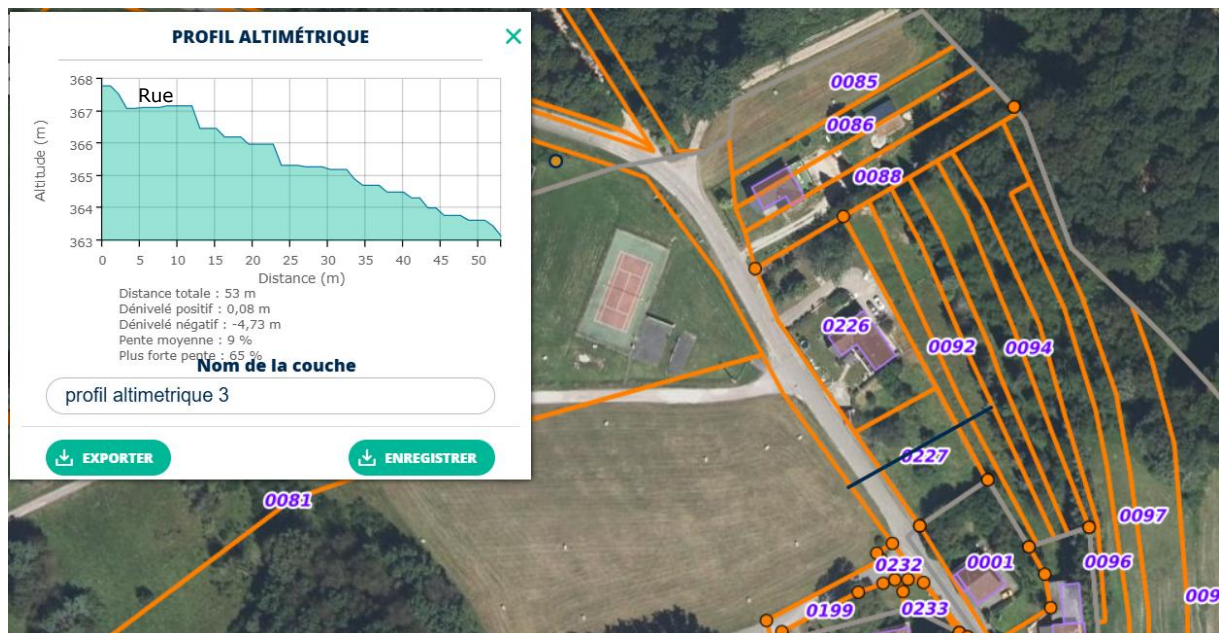 PROFIL ALTIMÉTRIQUE
368
367
366
365
364
363
Altitude (m)
Rue
0 5 10 15 20 25 30 35 40 45 50
Distance (m)
Distance totale : 53 m
Dénivelé positif : 0,08 m
Dénivelé négatif : -4,73 m
Pente moyenne : 9 %
Plus forte pente : 65 %
Nom de la couche
profil altimetrique 3
EXPORTER
ENREGISTRER
0085
0086
0088
0226
0092
0094
0227
0081
0097
0232
0001
0096
0199
0233
009